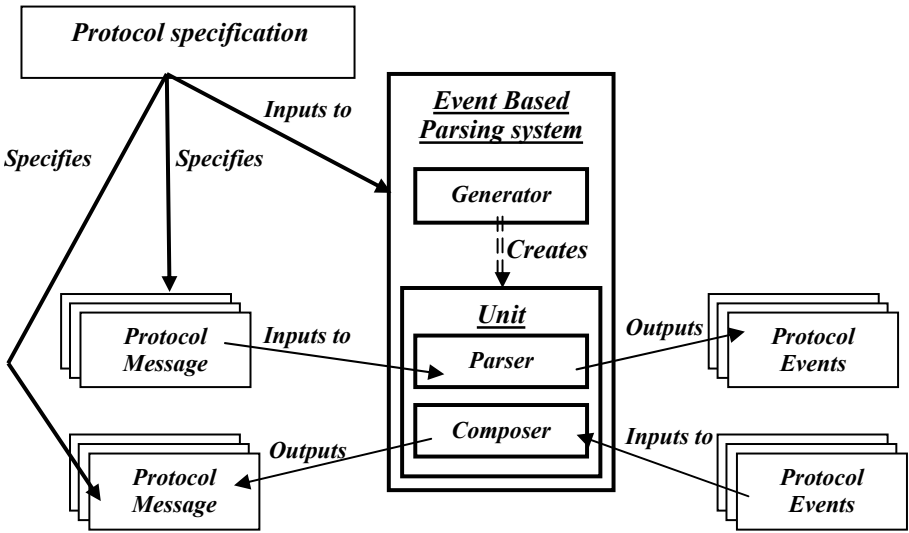 Protocol specification
Inputs to
Event Based
Parsing system
Specifies
Specifies
Generator
Creates
Unit
Protocol
Message
Inputs to
Parser
Outputs
Protocol
Events
Composer
Inputs to
Outputs
Protocol
Message
Protocol
Events